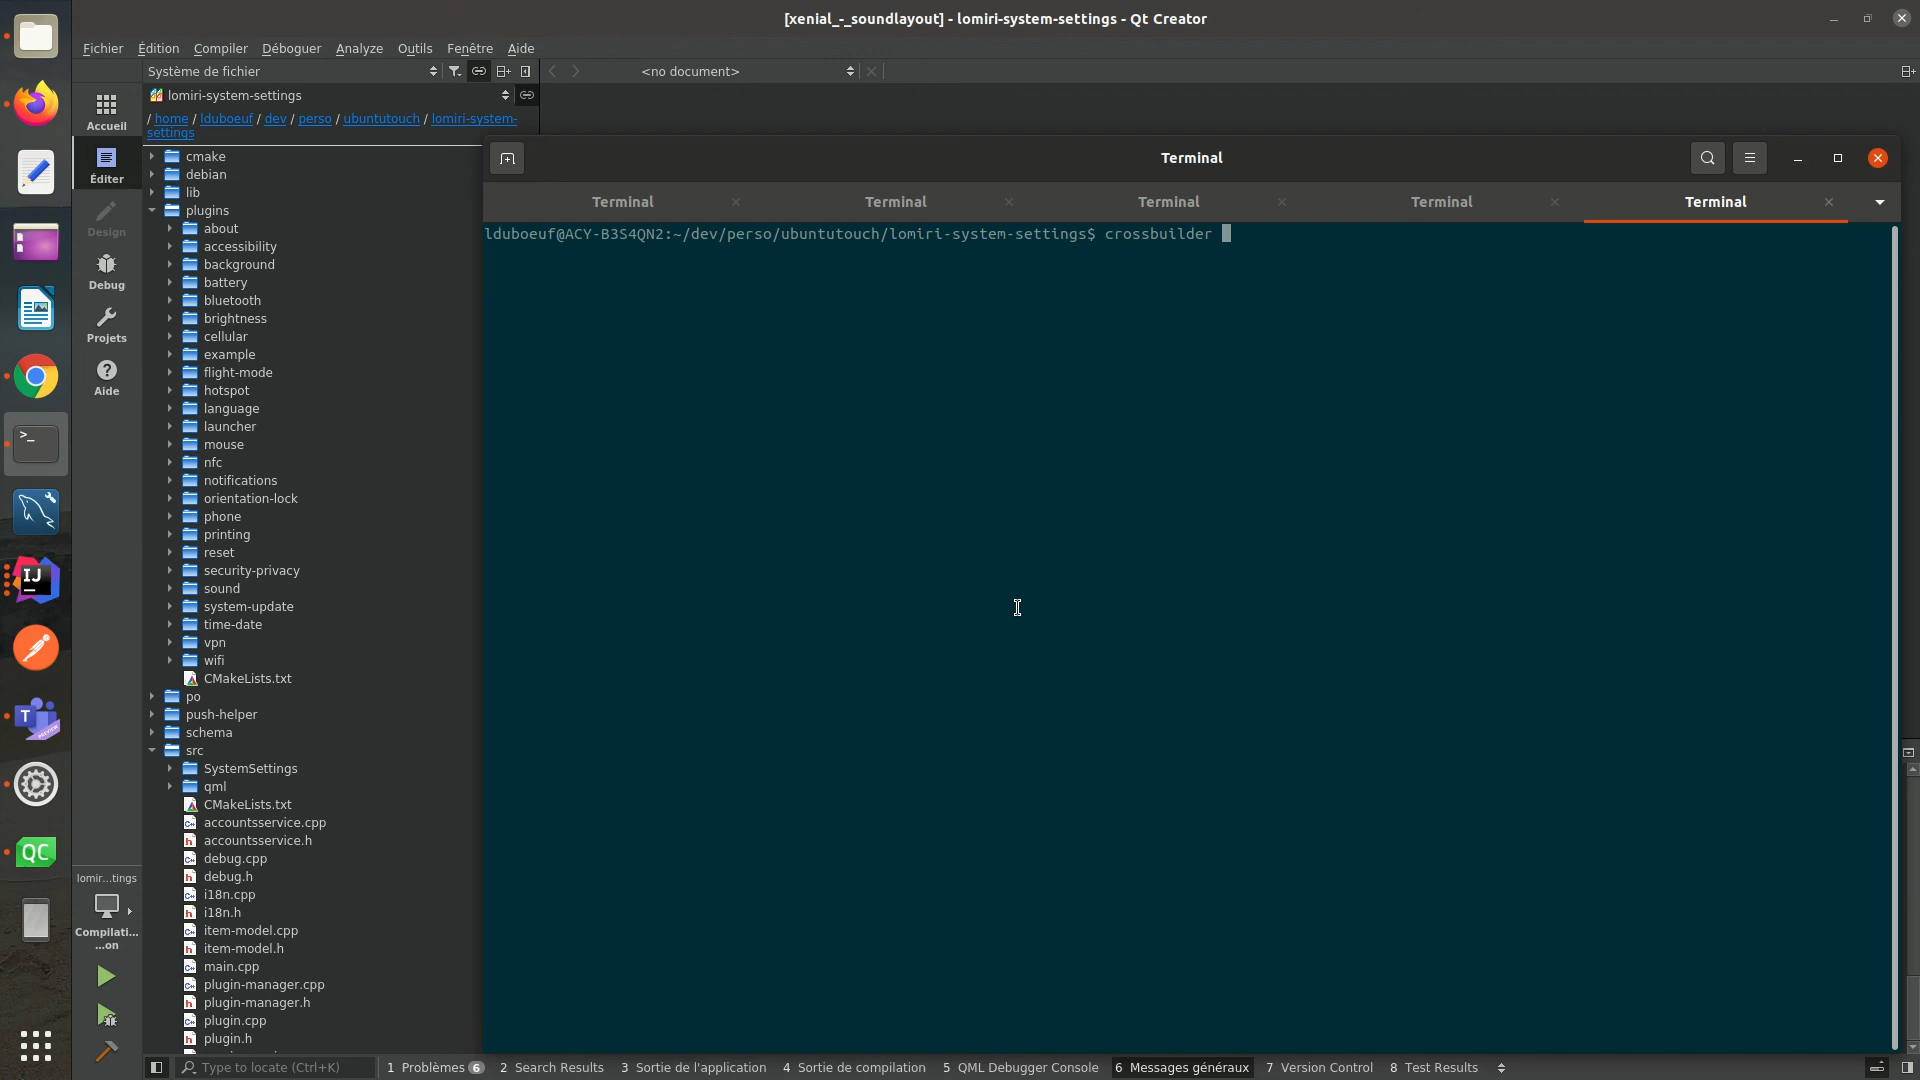 [xenial_-_soundlayout] - lomiri-system-settings - Qt Creator
Fichier Édition Compiler Déboguer Analyze Outils Fenêtre Aide
Système de fichier
<no document>
lomiri-system-settings
/ home / lduboeuf / dev / perso / ubuntutouch / lomiri-system-
settings
Accueil
Éditer
Design
Debug
Projets
Aide
cmake
debian
lib
plugins
about
accessibility
background
battery
bluetooth
brightness
cellular
example
flight-mode
hotspot
language
launcher
mouse
nfc
notifications
orientation-lock
phone
printing
reset
security-privacy
sound
system-update
time-date
vpn
wifi
CMakeLists.txt
po
push-helper
schema
src
SystemSettings
qml
CMakeLists.txt
accountsservice.cpp
accountsservice.h
debug.cpp
debug.h
i18n.cpp
i18n.h
item-model.cpp
item-model.h
main.cpp
plugin-manager.cpp
plugin-manager.h
plugin.cpp
plugin.h
Terminal
Terminal Terminal Terminal Terminal Terminal
lduboeuf@ACY-B3S4QN2:~/dev/perso/ubuntutouch/lomiri-system-settings$ crossbuilder
lomir...tings
Compilati...
...on
IJ
T
PREVIEW
QC
Type to locate (Ctrl+K)
1 Problèmes 6 2 Search Results 3 Sortie de l'application 4 Sortie de compilation 5 QML Debugger Console 6 Messages généraux 7 Version Control 8 Test Results